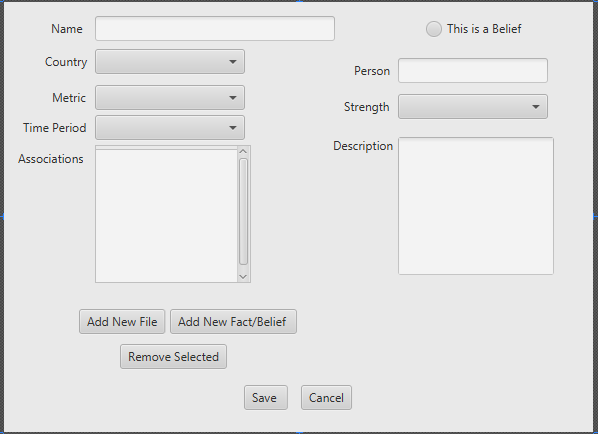 Name
This is a Belief
Country
Person
Metric
Strength
Time Period
Description
Associations
Add New File
Add New Fact/Belief
Remove Selected
Save
Cancel